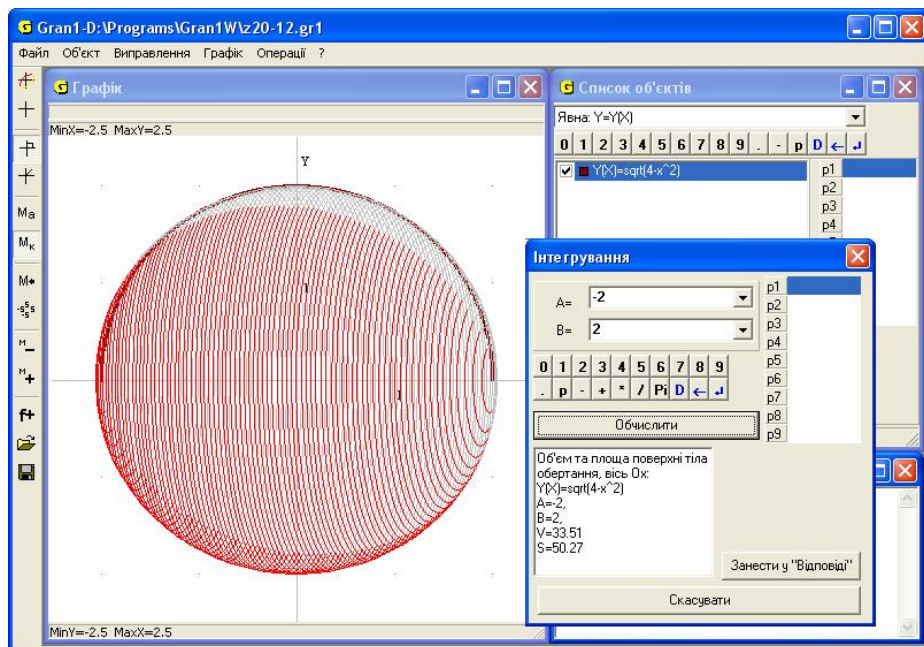 Gran1-D:\Programs\Gran1W\z20-12.gr1
Файл Об'єкт Виправлення Графік Операції ?
Графік
MinX=-2.5 MaxY=2.5
Y
1
1
MinY=-2.5 MaxX=2.5
Ma
Мк
M
-5
M
M+
f+
Список об'єктів
Явна: Y=Y(X)
0 1 2 3 4 5 6 7 8 9 . - p D ← ↲
Y(X)=sqrt(4-x^2)
p1
p2
p3
p4
Інтегрування
A= -2
B= 2
0 1 2 3 4 5 6 7 8 9
. p - + * / Pi D ← ↲
p1
p2
p3
p4
p5
p6
p7
p8
p9
Обчислити
Об'єм та площа поверхні тіла
обертання, вісь Ox:
Y(X)=sqrt(4-x^2)
A=-2,
B=2,
V=33.51
S=50.27
Занести у "Відповіді"
Скасувати